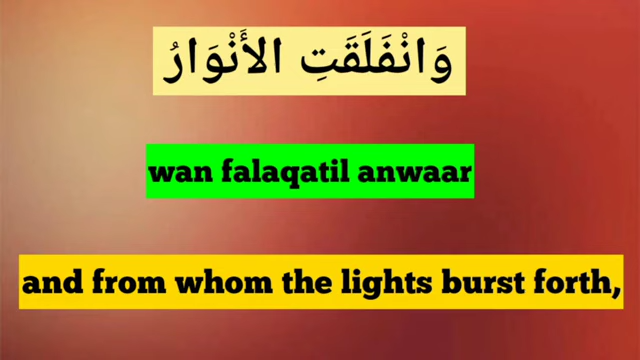 وَانْفَلَقَتِ الأَنْوَارُ
wan falaqatil anwaar
and from whom the lights burst forth,